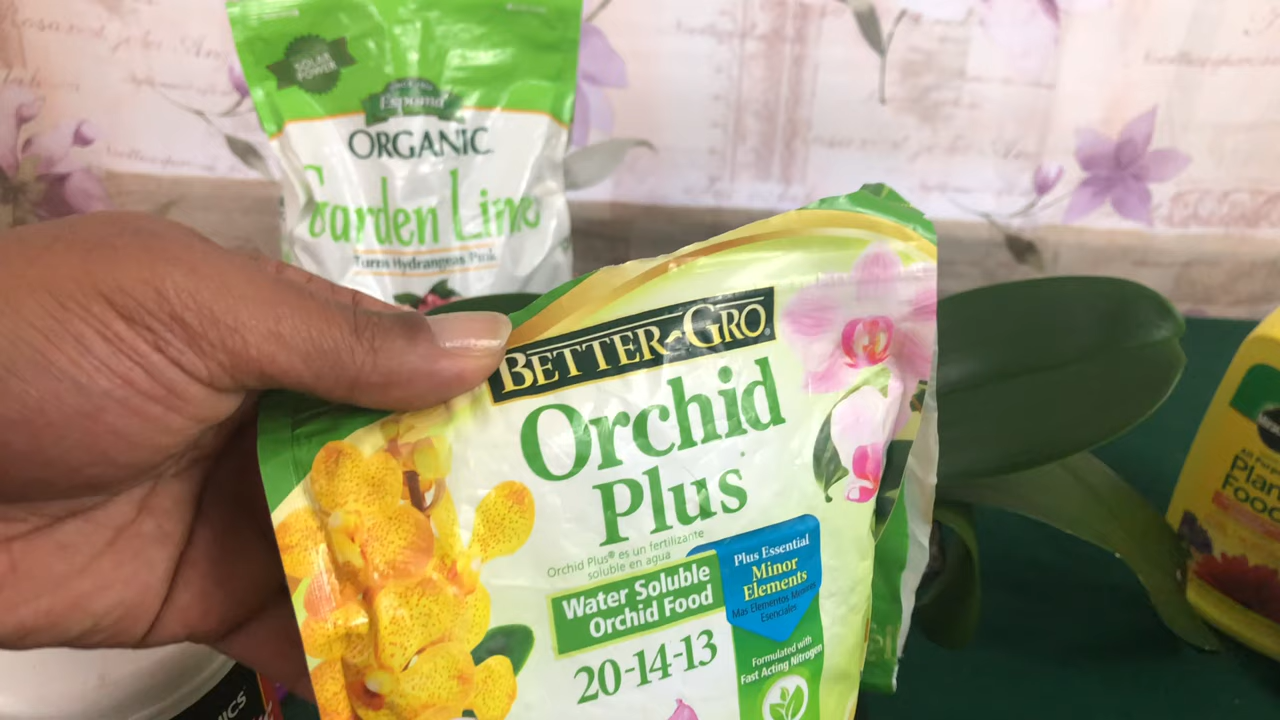 SOLAR
POWER
Espoma
ORGANIC
Garden Lime
Turns Hydrangeas Pink
BETTER-GRO®
Orchid
Plus
Orchid Plus® es un fertilizante
soluble en agua
Water Soluble
Orchid Food
20-14-13
Plus Essential
Minor
Elements
Mas Elementos Menores
Esenciales
Formulated with
Fast Acting Nitrogen
All Purpose
Plant
Food